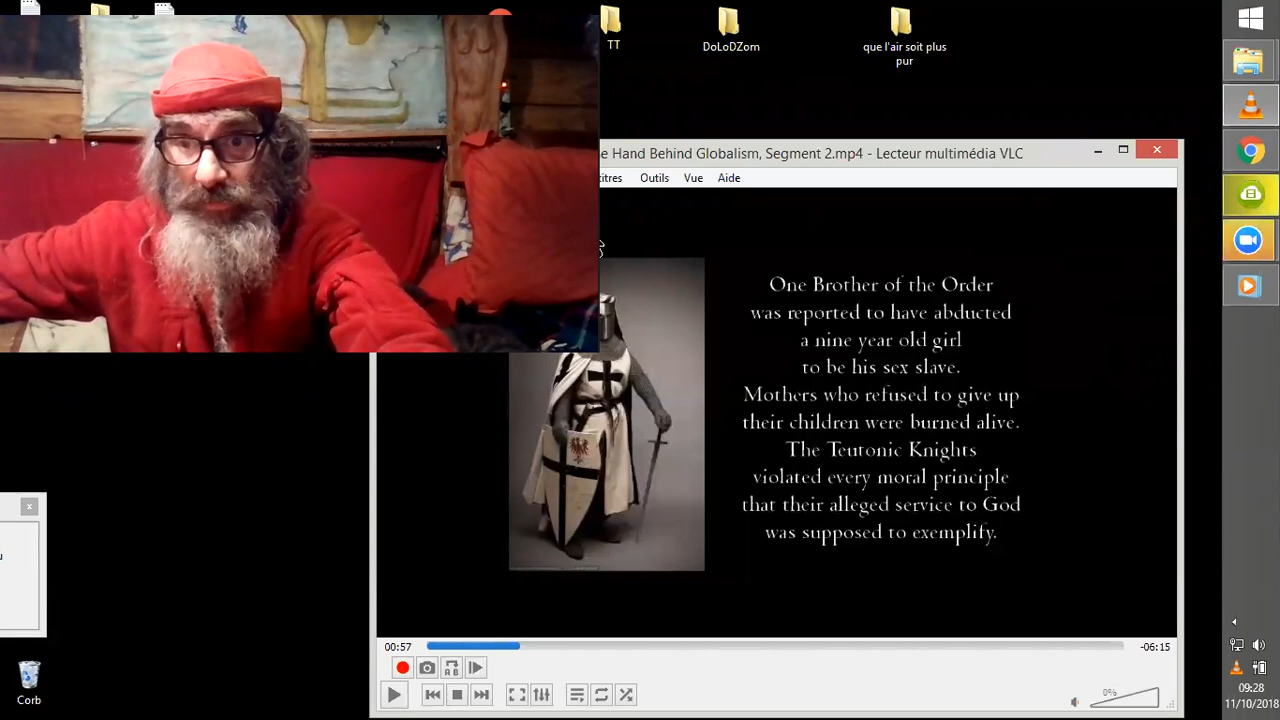 TT
DoLoDZom
que l'air soit plus
pur
e Hand Behind Globalism, Segment 2.mp4 - Lecteur multimédia VLC
titres Outils Vue Aide
One Brother of the Order
was reported to have abducted
a nine year old girl
to be his sex slave.
Mothers who refused to give up
their children were burned alive.
The Teutonic Knights
violated every moral principle
that their alleged service to God
was supposed to exemplify.
00:57
-06:15
0%
Corb
09:28
11/10/2018